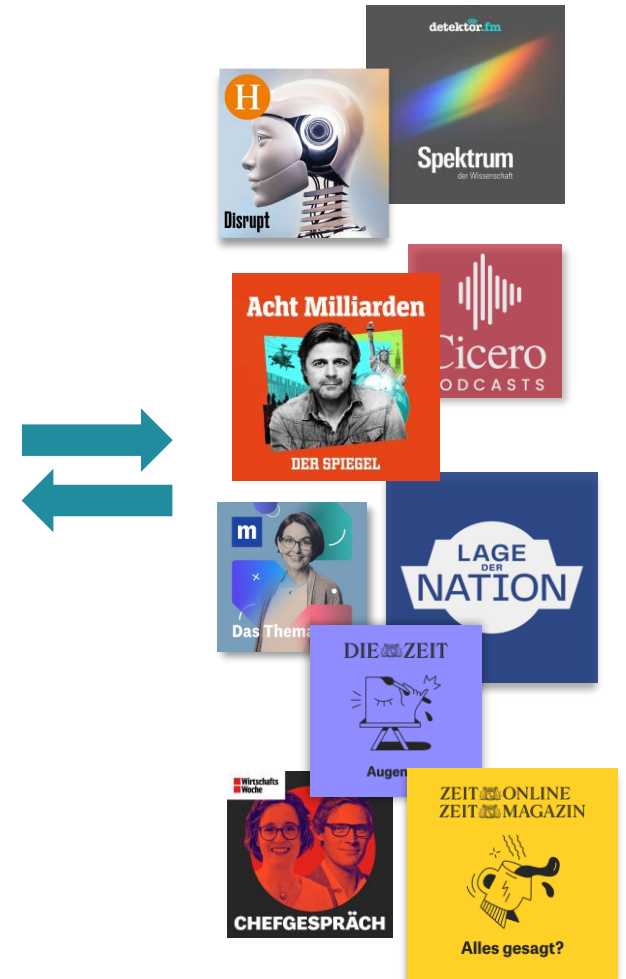 detektor.fm
Spektrum
der Wissenschaft
H
Disrupt
Cicero
PODCASTS
Acht Milliarden
DER SPIEGEL
m
Das Thema
LAGE
DER
NATION
DIE ZEIT
Augen
Wirtschafts
Woche
CHEFGESPRÄCH
ZEIT ONLINE
ZEIT MAGAZIN
Alles gesagt?